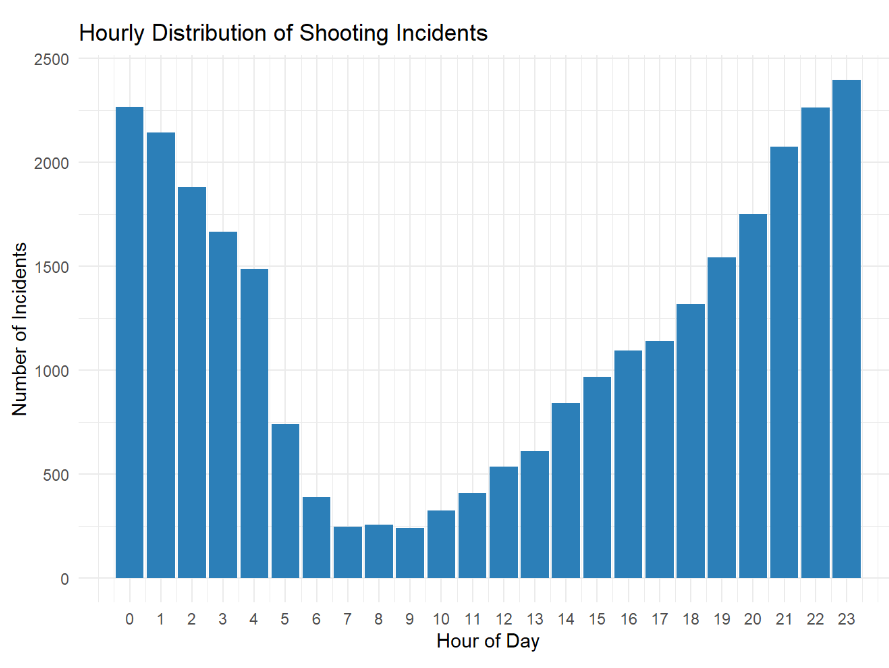 Hourly Distribution of Shooting Incidents
2500
2000
1500
1000
500
0
Number of Incidents
0 1 2 3 4 5 6 7 8 9 10 11 12 13 14 15 16 17 18 19 20 21 22 23
Hour of Day